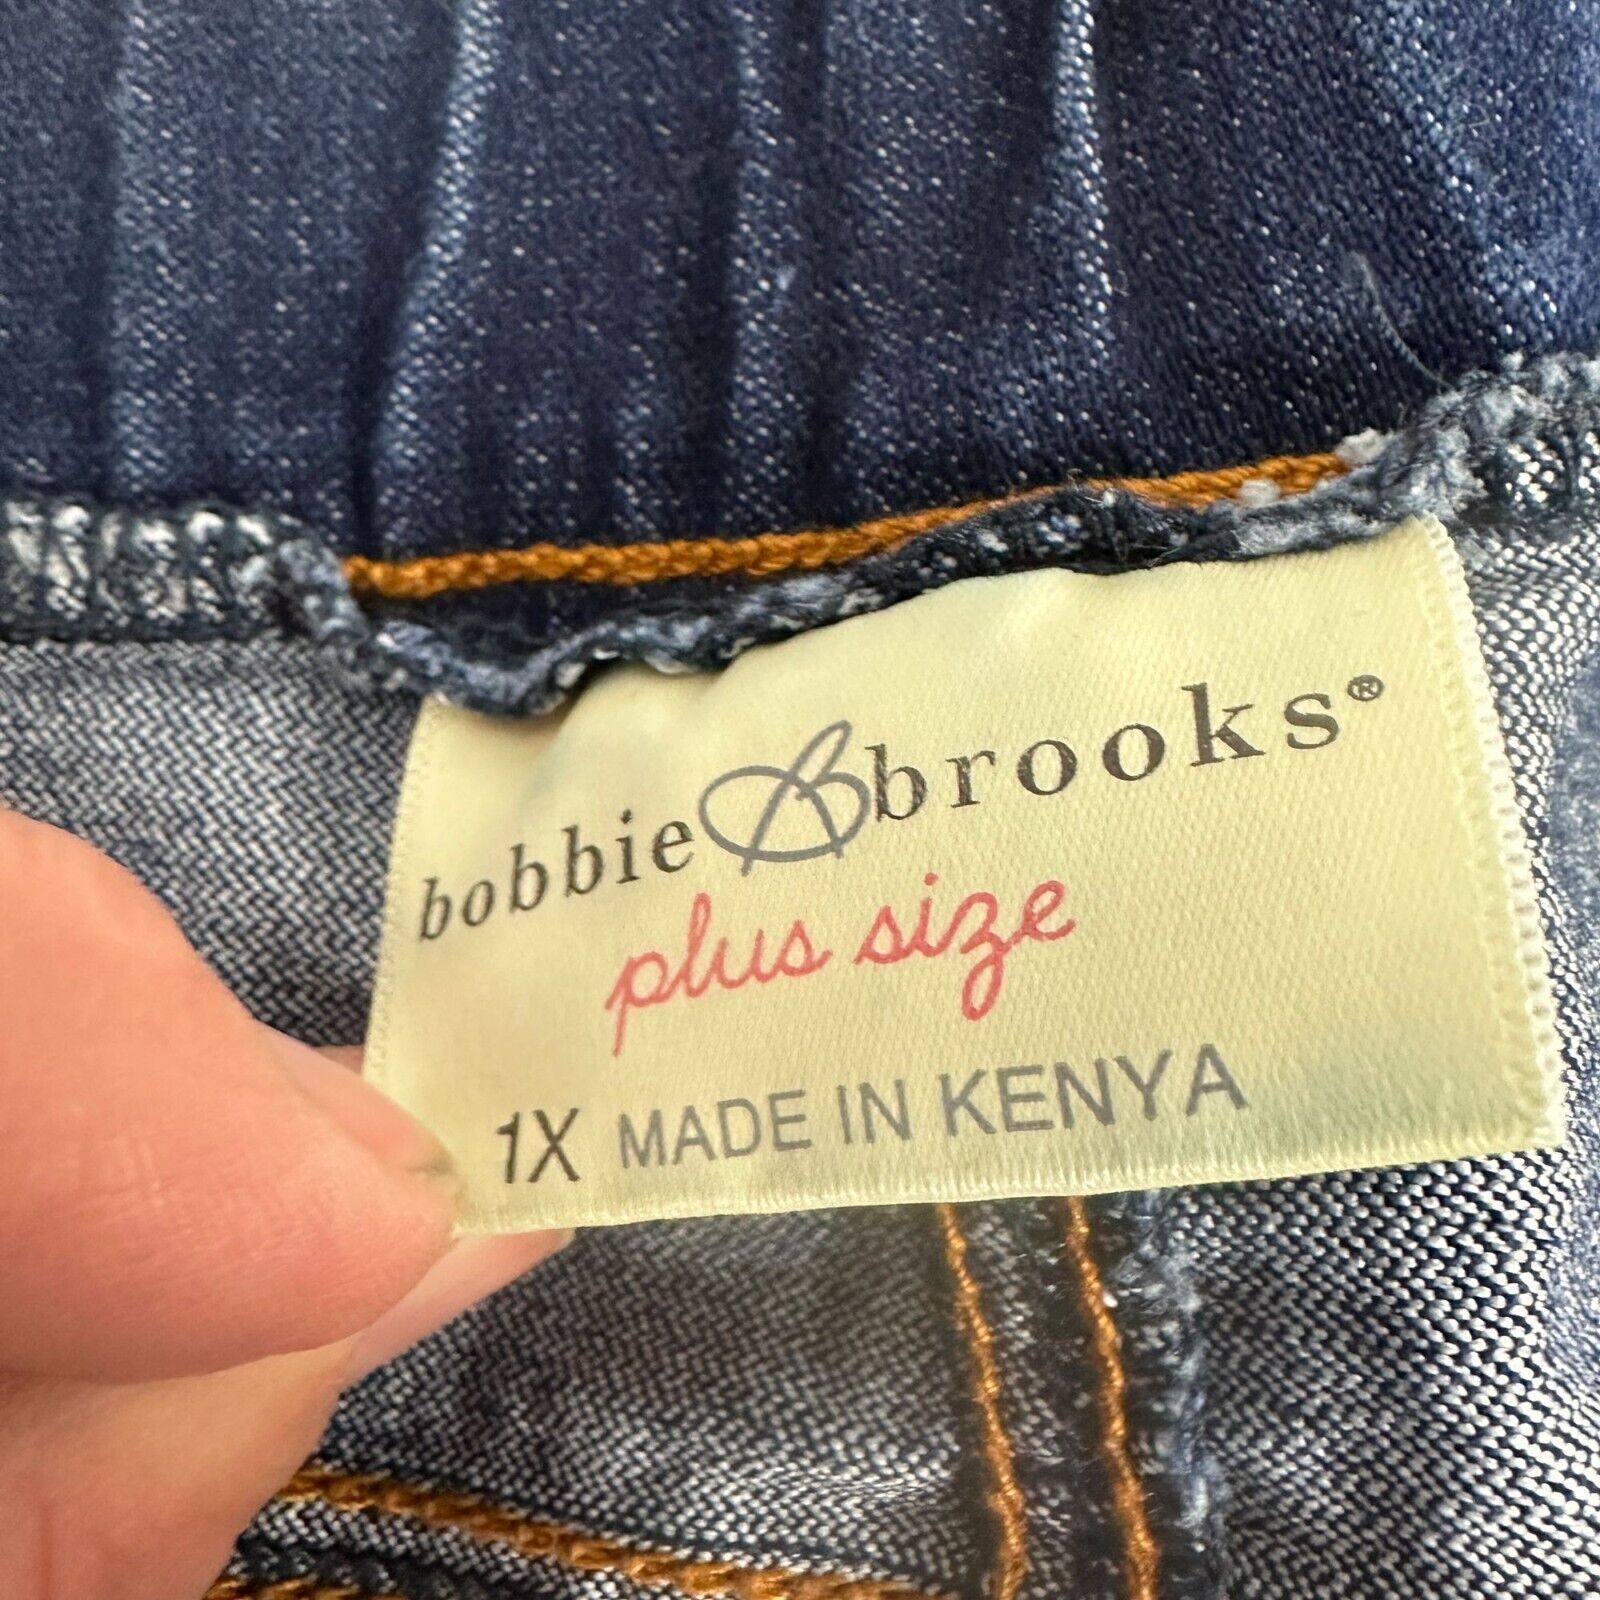 bobbie B brooks®
plus size
1X MADE IN KENYA